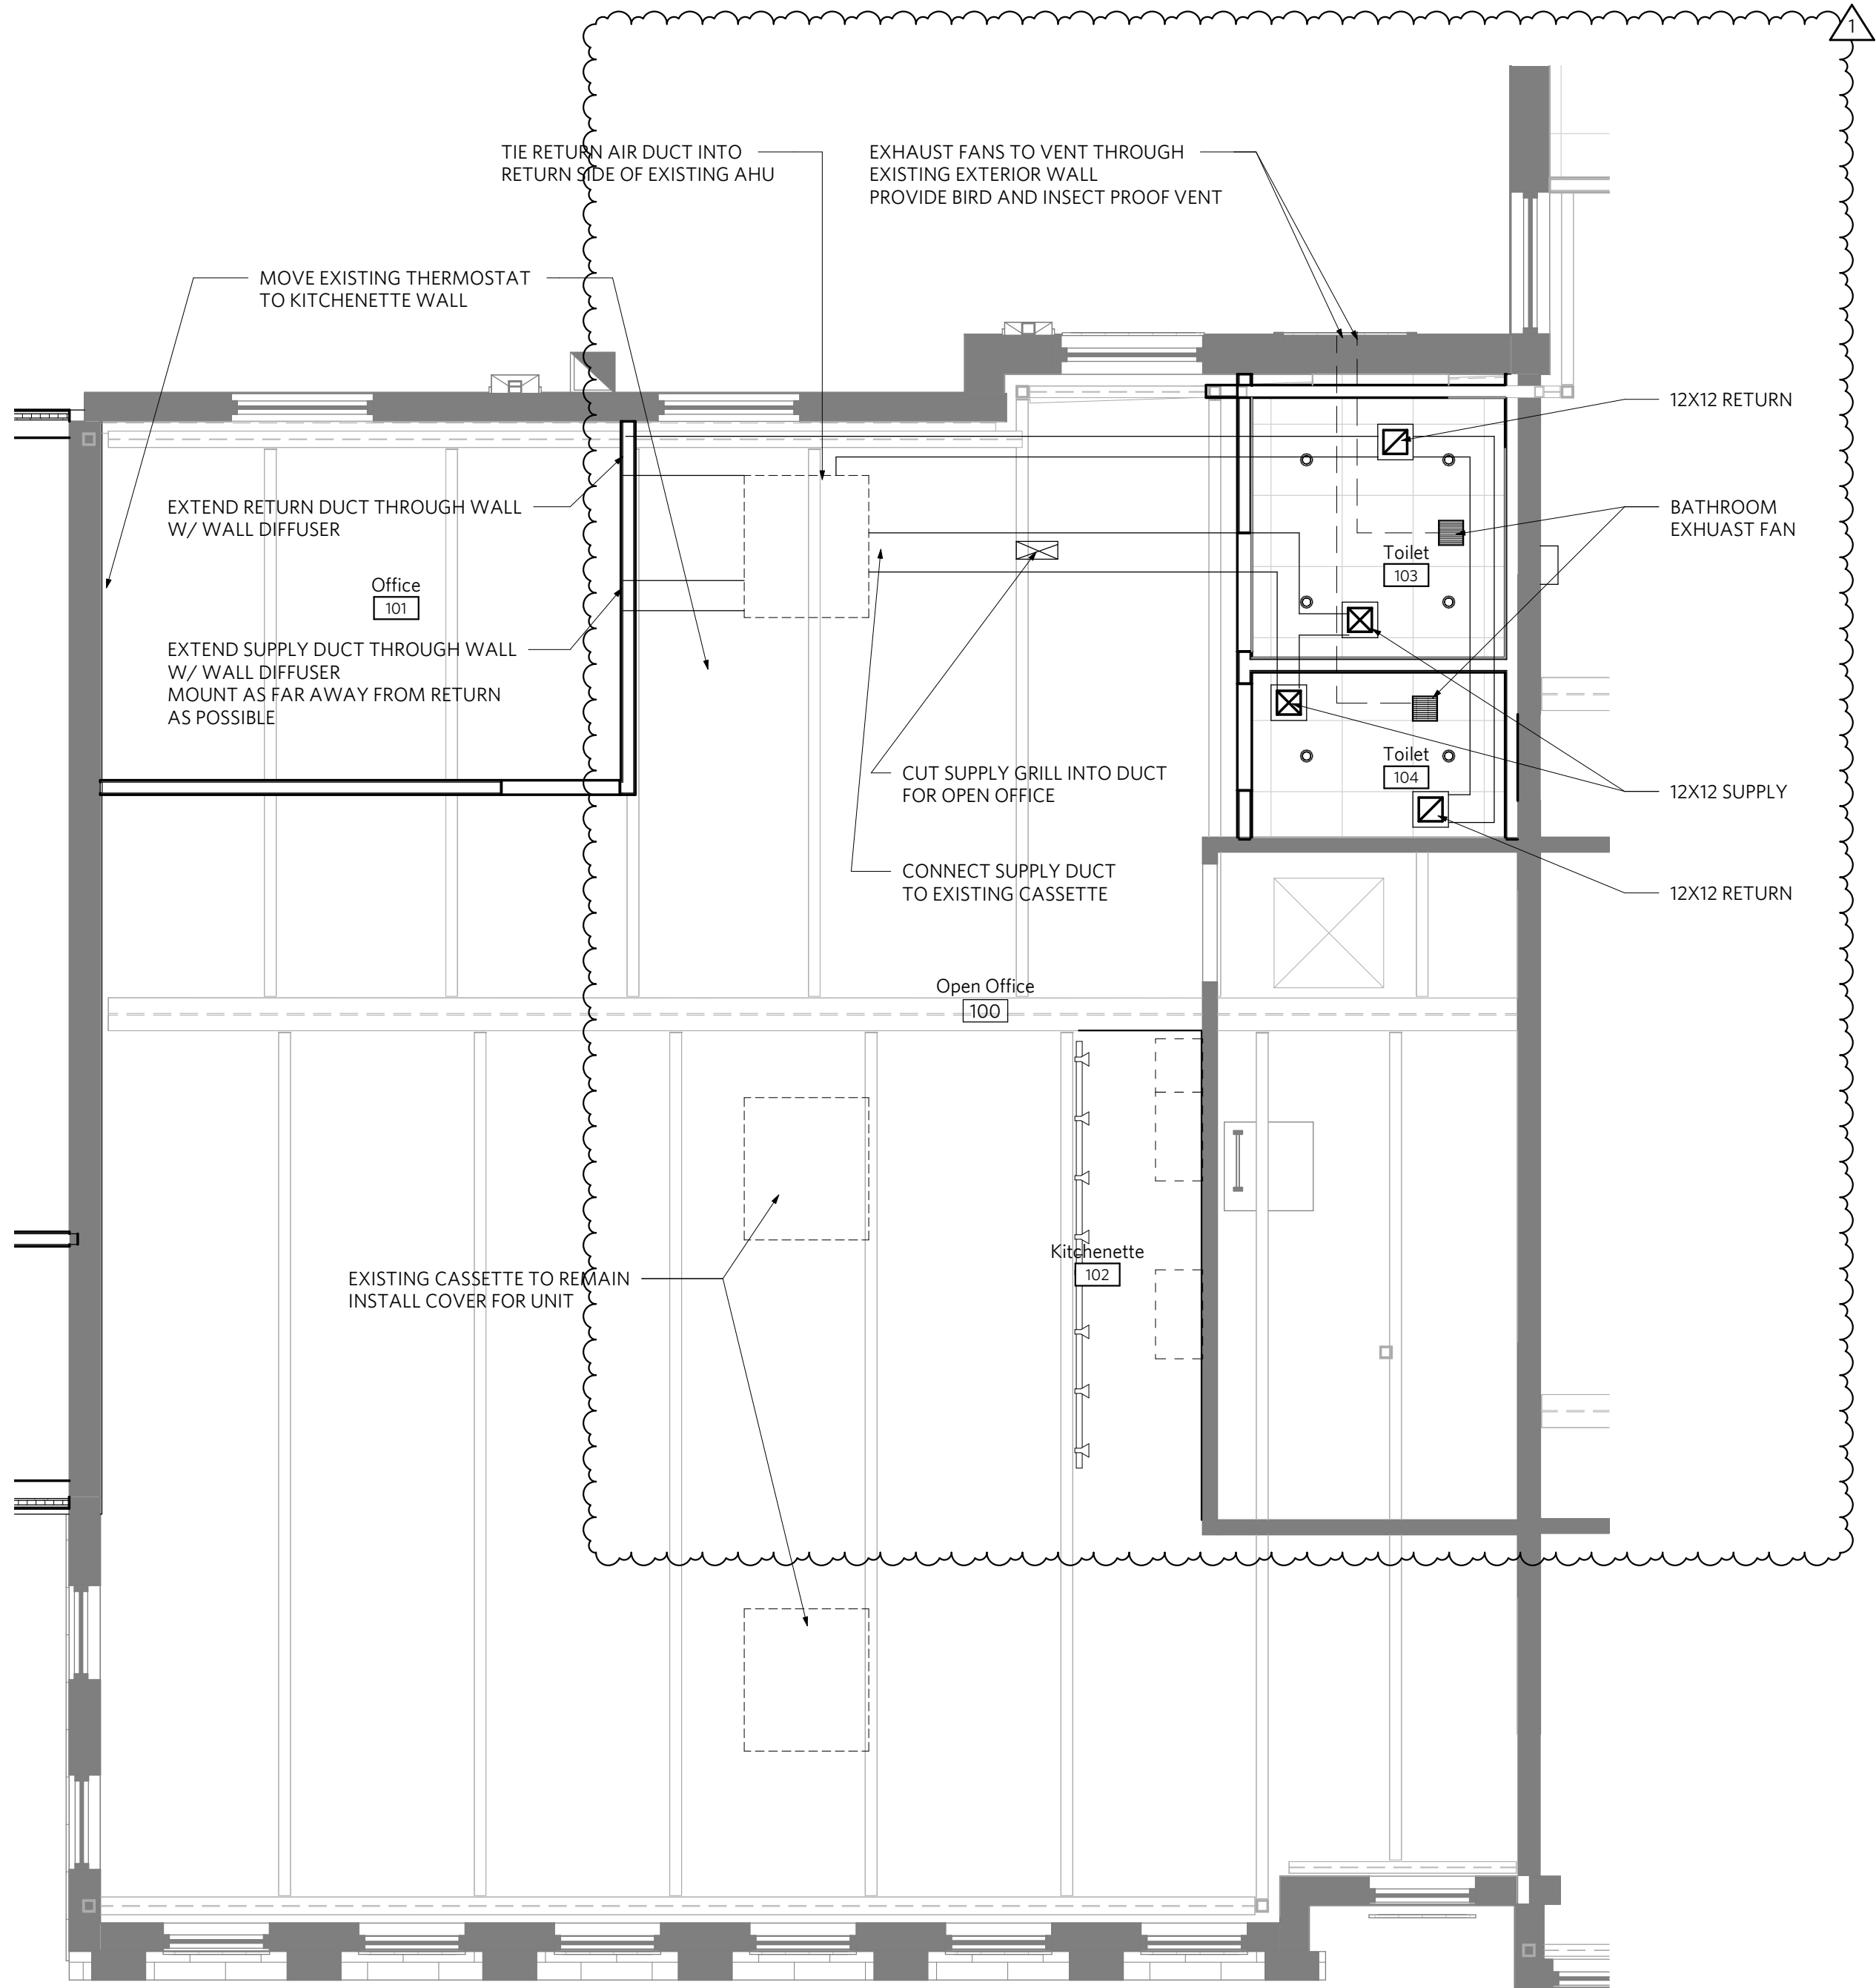 1
TIE RETURN AIR DUCT INTO
RETURN SIDE OF EXISTING AHU
EXHAUST FANS TO VENT THROUGH
EXISTING EXTERIOR WALL
PROVIDE BIRD AND INSECT PROOF VENT
MOVE EXISTING THERMOSTAT
TO KITCHENETTE WALL
12X12 RETURN
EXTEND RETURN DUCT THROUGH WALL
W/ WALL DIFFUSER
BATHROOM
EXHUAST FAN
Toilet
103
Office
101
EXTEND SUPPLY DUCT THROUGH WALL
W/ WALL DIFFUSER
MOUNT AS FAR AWAY FROM RETURN
AS POSSIBLE
Toilet
104
CUT SUPPLY GRILL INTO DUCT
FOR OPEN OFFICE
12X12 SUPPLY
CONNECT SUPPLY DUCT
TO EXISTING CASSETTE
12X12 RETURN
Open Office
100
Kitchenette
102
EXISTING CASSETTE TO REMAIN
INSTALL COVER FOR UNIT